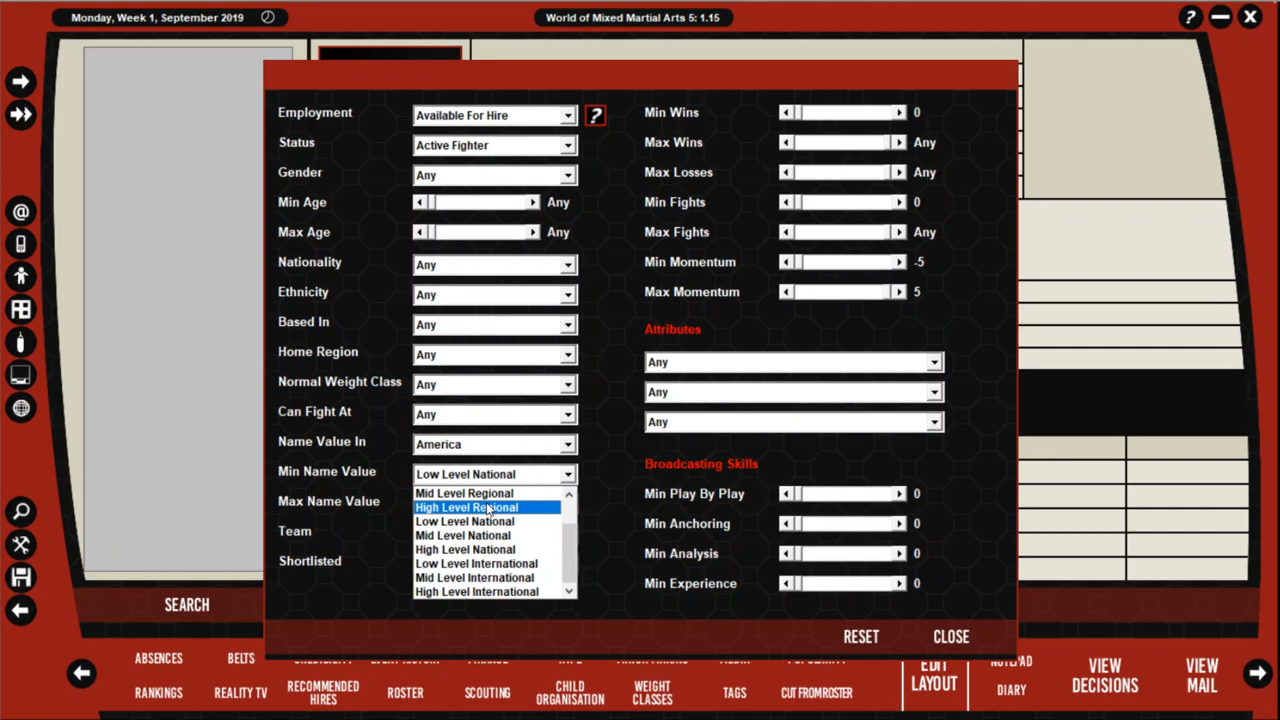 Monday, Week 1, September 2019
World of Mixed Martial Arts 5: 1.15
?
X
Employment
Available For Hire
?
Status
Active Fighter
Gender
Any
Min Age
Any
Max Age
Any
Nationality
Any
Ethnicity
Any
Based In
Any
Home Region
Any
Normal Weight Class
Any
Can Fight At
Any
Name Value In
America
Min Name Value
Low Level National
Max Name Value
Team
Shortlisted
Mid Level Regional
High Level Regional
Low Level National
Mid Level National
High Level National
Low Level International
Mid Level International
High Level International
Min Wins
0
Max Wins
Any
Max Losses
Any
Min Fights
0
Max Fights
Any
Min Momentum
-5
Max Momentum
5
Attributes
Any
Any
Any
Broadcasting Skills
Min Play By Play
0
Min Anchoring
0
Min Analysis
0
Min Experience
0
@
SEARCH
RESET
CLOSE
ABSENCES
BELTS
POPULARITY
NOTEPAD
RANKINGS
REALITY TV
RECOMMENDED
HIRES
ROSTER
SCOUTING
CHILD
ORGANISATION
WEIGHT
CLASSES
TAGS
CUT FROM ROSTER
EDIT
LAYOUT
DIARY
VIEW
DECISIONS
VIEW
MAIL